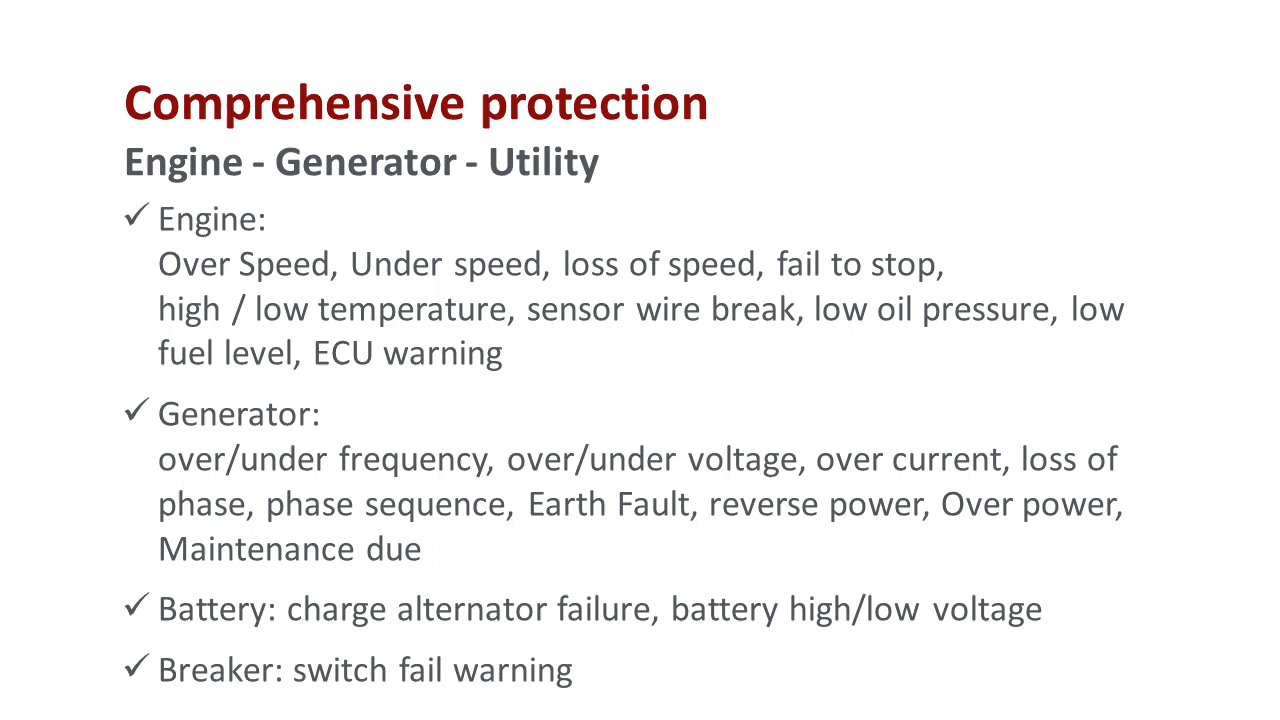 Comprehensive protection
Engine - Generator - Utility
✓ Engine:
Over Speed, Under speed, loss of speed, fail to stop,
high / low temperature, sensor wire break, low oil pressure, low
fuel level, ECU warning
✓ Generator:
over/under frequency, over/under voltage, over current, loss of
phase, phase sequence, Earth Fault, reverse power, Over power,
Maintenance due
✓ Battery: charge alternator failure, battery high/low voltage
✓ Breaker: switch fail warning